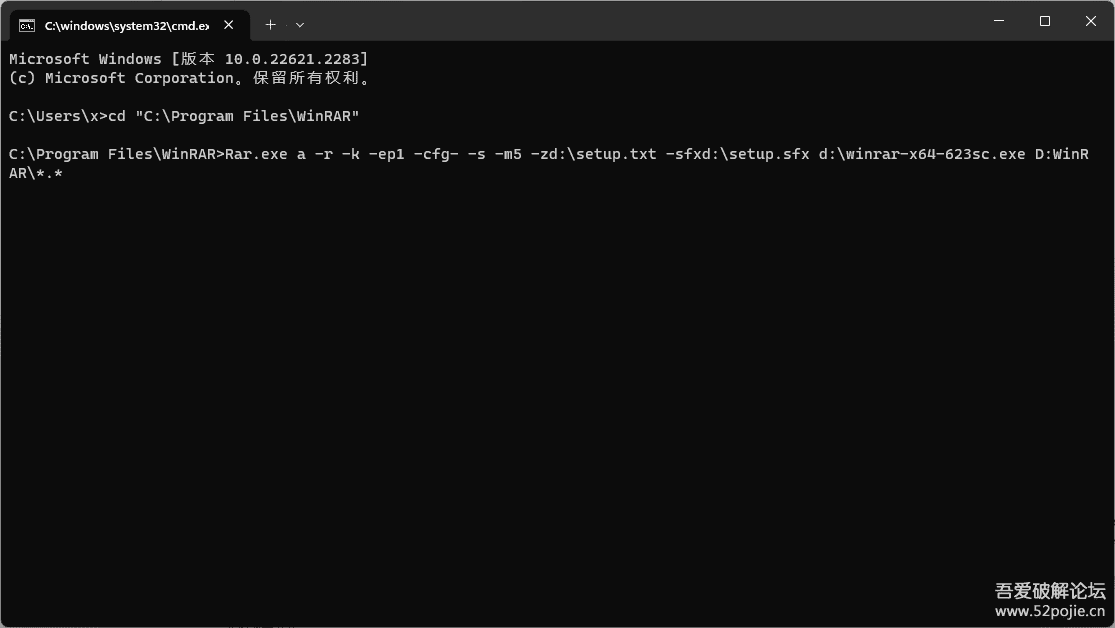 C:\windows\system32\cmd.ex
Microsoft Windows [版本 10.0.22621.2283]
(c) Microsoft Corporation。保留所有权利。
C:\Users\x>cd "C:\Program Files\WinRAR"
C:\Program Files\WinRAR>Rar.exe a -r -k -ep1 -cfg- -s -m5 -zd:\setup.txt -sfxd:\setup.sfx d:\winrar-x64-623sc.exe D:WinR
AR\*.*
吾爱破解论坛
www.52pojie.cn